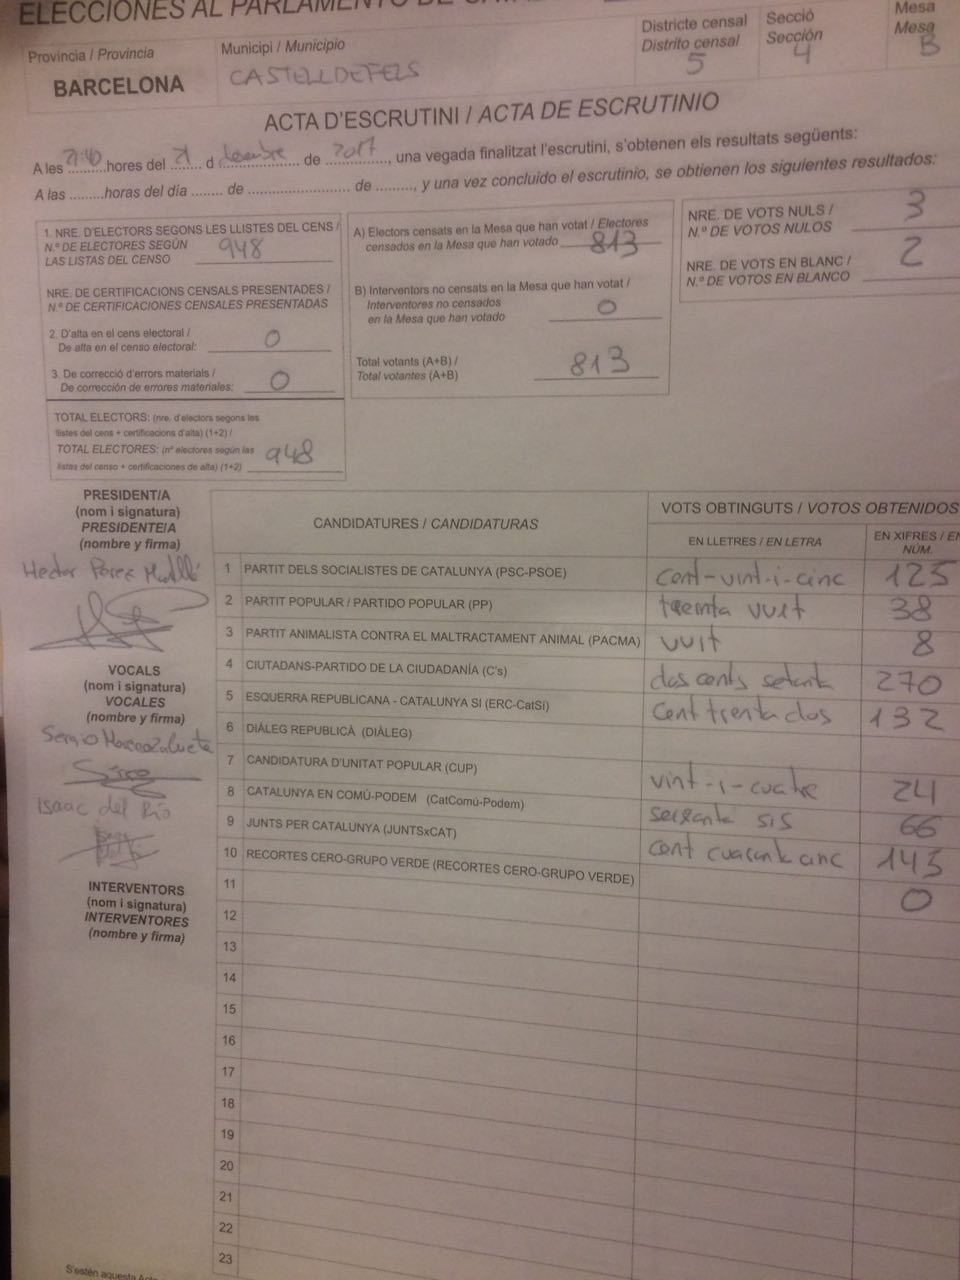 ELECCIONES AL PARLAMENTO DE
Província / Provincia
BARCELONA
Municipi / Municipio
CASTELLDEFELS
Districte censal
Distrito censal
5
Secció
Sección
4
Mesa
Mesa
B
ACTA D'ESCRUTINI / ACTA DE ESCRUTINIO
A les 21:40 hores del 21 d desembre de 2017, una vegada finalitzat l'escrutini, s'obtenen els resultats següents:
A las .........horas del día ........ de ...................... de ........, y una vez concluido el escrutinio, se obtienen los siguientes resultados:
1. NRE. D'ELECTORS SEGONS LES LLISTES DEL CENS /
N.º DE ELECTORES SEGÚN
LAS LISTAS DEL CENSO 948
NRE. DE CERTIFICACIONS CENSALS PRESENTADES /
N.º DE CERTIFICACIONES CENSALES PRESENTADAS
2. D'alta en el cens electoral /
De alta en el censo electoral: 0
3. De correcció d'errors materials /
De corrección de errores materiales: 0
TOTAL ELECTORS: (nre. d'electors segons les
llistes del cens + certificacions d'alta) (1+2) /
TOTAL ELECTORES: (nº electores según las
listas del censo + certificaciones de alta) (1+2) 948
A) Electors censats en la Mesa que han votat / Electores
censados en la Mesa que han votado 813
B) Interventors no censats en la Mesa que han votat /
Interventores no censados
en la Mesa que han votado 0
Total votants (A+B) /
Total votantes (A+B) 813
NRE. DE VOTS NULS /
N.º DE VOTOS NULOS 3
NRE. DE VOTS EN BLANC /
N.º DE VOTOS EN BLANCO 2
PRESIDENT/A
(nom i signatura)
PRESIDENTE/A
(nombre y firma)
Hector Perez
VOCALS
(nom i signatura)
VOCALES
(nombre y firma)
Sergio Moreno Zulueta
Isaac del Río
INTERVENTORS
(nom i signatura)
INTERVENTORES
(nombre y firma)
CANDIDATURES / CANDIDATURAS
VOTS OBTINGUTS / VOTOS OBTENIDOS
EN LLETRES / EN LETRA
EN XIFRES / EN
NÚM.
1 PARTIT DELS SOCIALISTES DE CATALUNYA (PSC-PSOE) cent-vint-i-cinc 125
2 PARTIT POPULAR / PARTIDO POPULAR (PP) trenta vuit 38
3 PARTIT ANIMALISTA CONTRA EL MALTRACTAMENT ANIMAL (PACMA) vuit 8
4 CIUTADANS-PARTIDO DE LA CIUDADANÍA (C's) dos cents setanta 270
5 ESQUERRA REPUBLICANA - CATALUNYA SÍ (ERC-CatSí) cent trenta dos 132
6 DIÀLEG REPUBLICÀ (DIÀLEG)
7 CANDIDATURA D'UNITAT POPULAR (CUP) vint-i-cuatre 24
8 CATALUNYA EN COMÚ-PODEM (CatComú-Podem) seixanta sis 66
9 JUNTS PER CATALUNYA (JUNTSxCAT) cent cuaranta cinc 145
10 RECORTES CERO-GRUPO VERDE (RECORTES CERO-GRUPO VERDE) 0
11
12
13
14
15
16
17
18
19
20
21
22
23
S'estén aquesta Acta